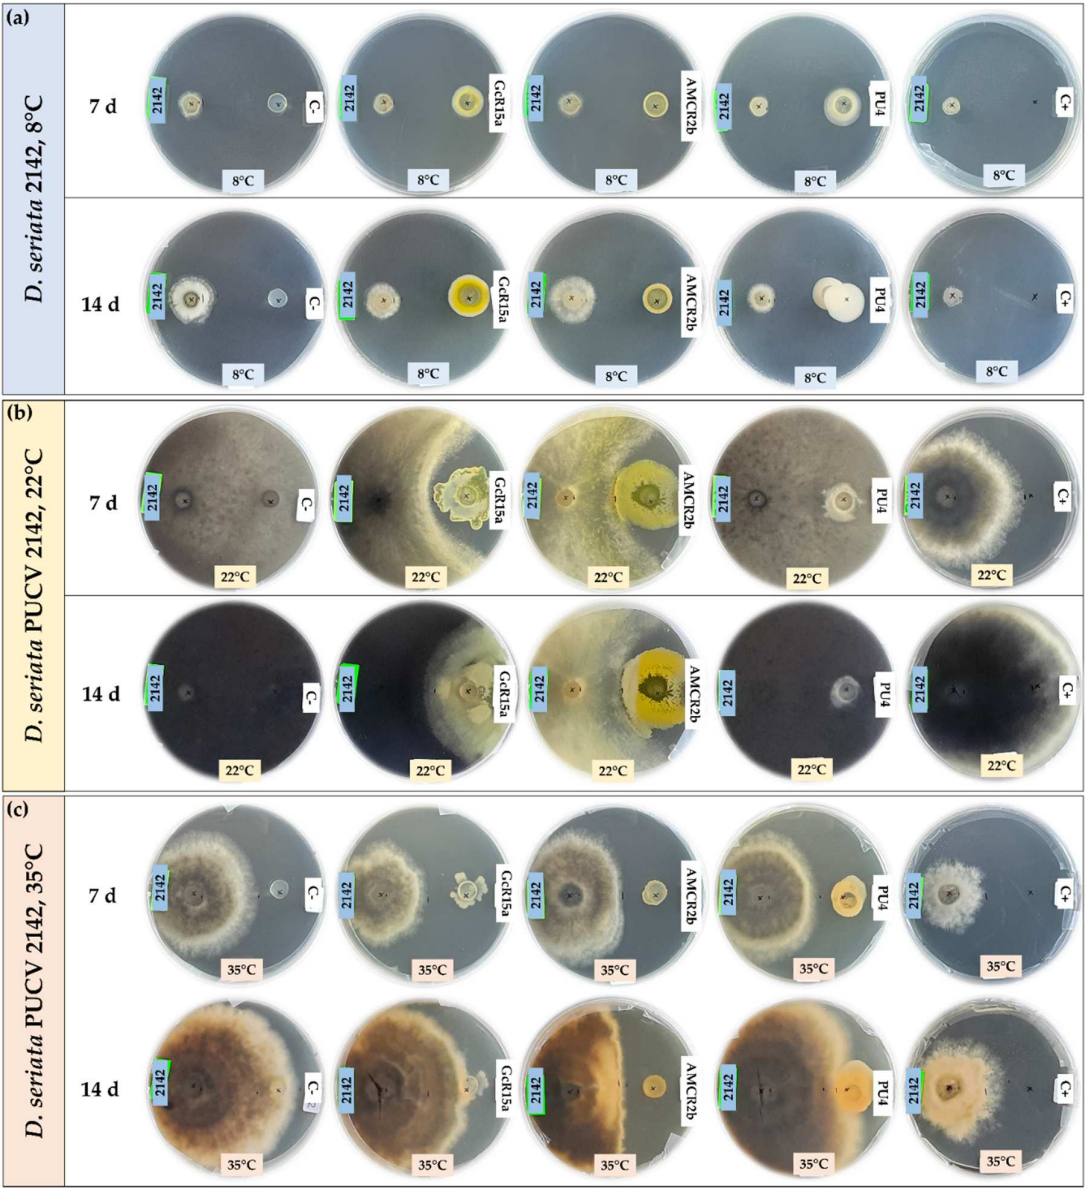 (a)
D. seriata 2142, 8°C
7 d
2142
C-
8°C
2142
GcR15a
8°C
2142
AMCR2b
8°C
2142
PU4
8°C
2142
C+
8°C
14 d
2142
C-
8°C
2142
GcR15a
8°C
2142
AMCR2b
8°C
2142
PU4
8°C
2142
C+
8°C
(b)
D. seriata PUCV 2142, 22°C
7 d
2142
C-
22°C
2142
GcR15a
22°C
2142
AMCR2b
22°C
2142
PU4
22°C
2142
C+
22°C
14 d
2142
C-
22°C
2142
GcR15a
22°C
2142
AMCR2b
22°C
2142
PU4
22°C
2142
C+
22°C
(c)
D. seriata PUCV 2142, 35°C
7 d
2142
C-
35°C
2142
GcR15a
35°C
2142
AMCR2b
35°C
2142
PU4
35°C
2142
C+
35°C
14 d
2142
C-
35°C
2142
GcR15a
35°C
2142
AMCR2b
35°C
2142
PU4
35°C
2142
C+
35°C